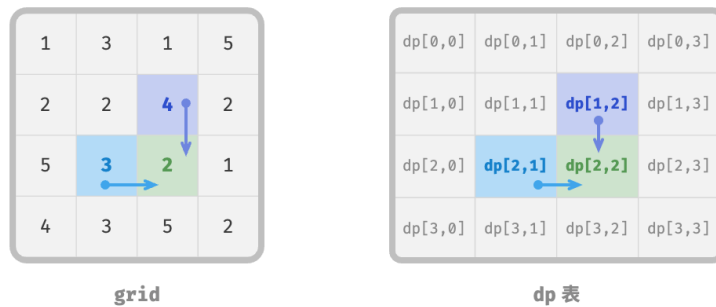 1 3 1 5
2 2 4 2
5 3 2 1
4 3 5 2
grid
dp[0,0] dp[0,1] dp[0,2] dp[0,3]
dp[1,0] dp[1,1] dp[1,2] dp[1,3]
dp[2,0] dp[2,1] dp[2,2] dp[2,3]
dp[3,0] dp[3,1] dp[3,2] dp[3,3]
dp 表